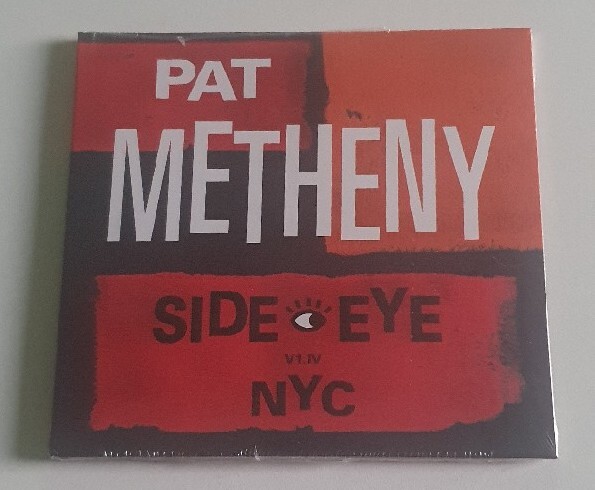 PAT
METHENY
SIDE EYE
V1.IV
NYC